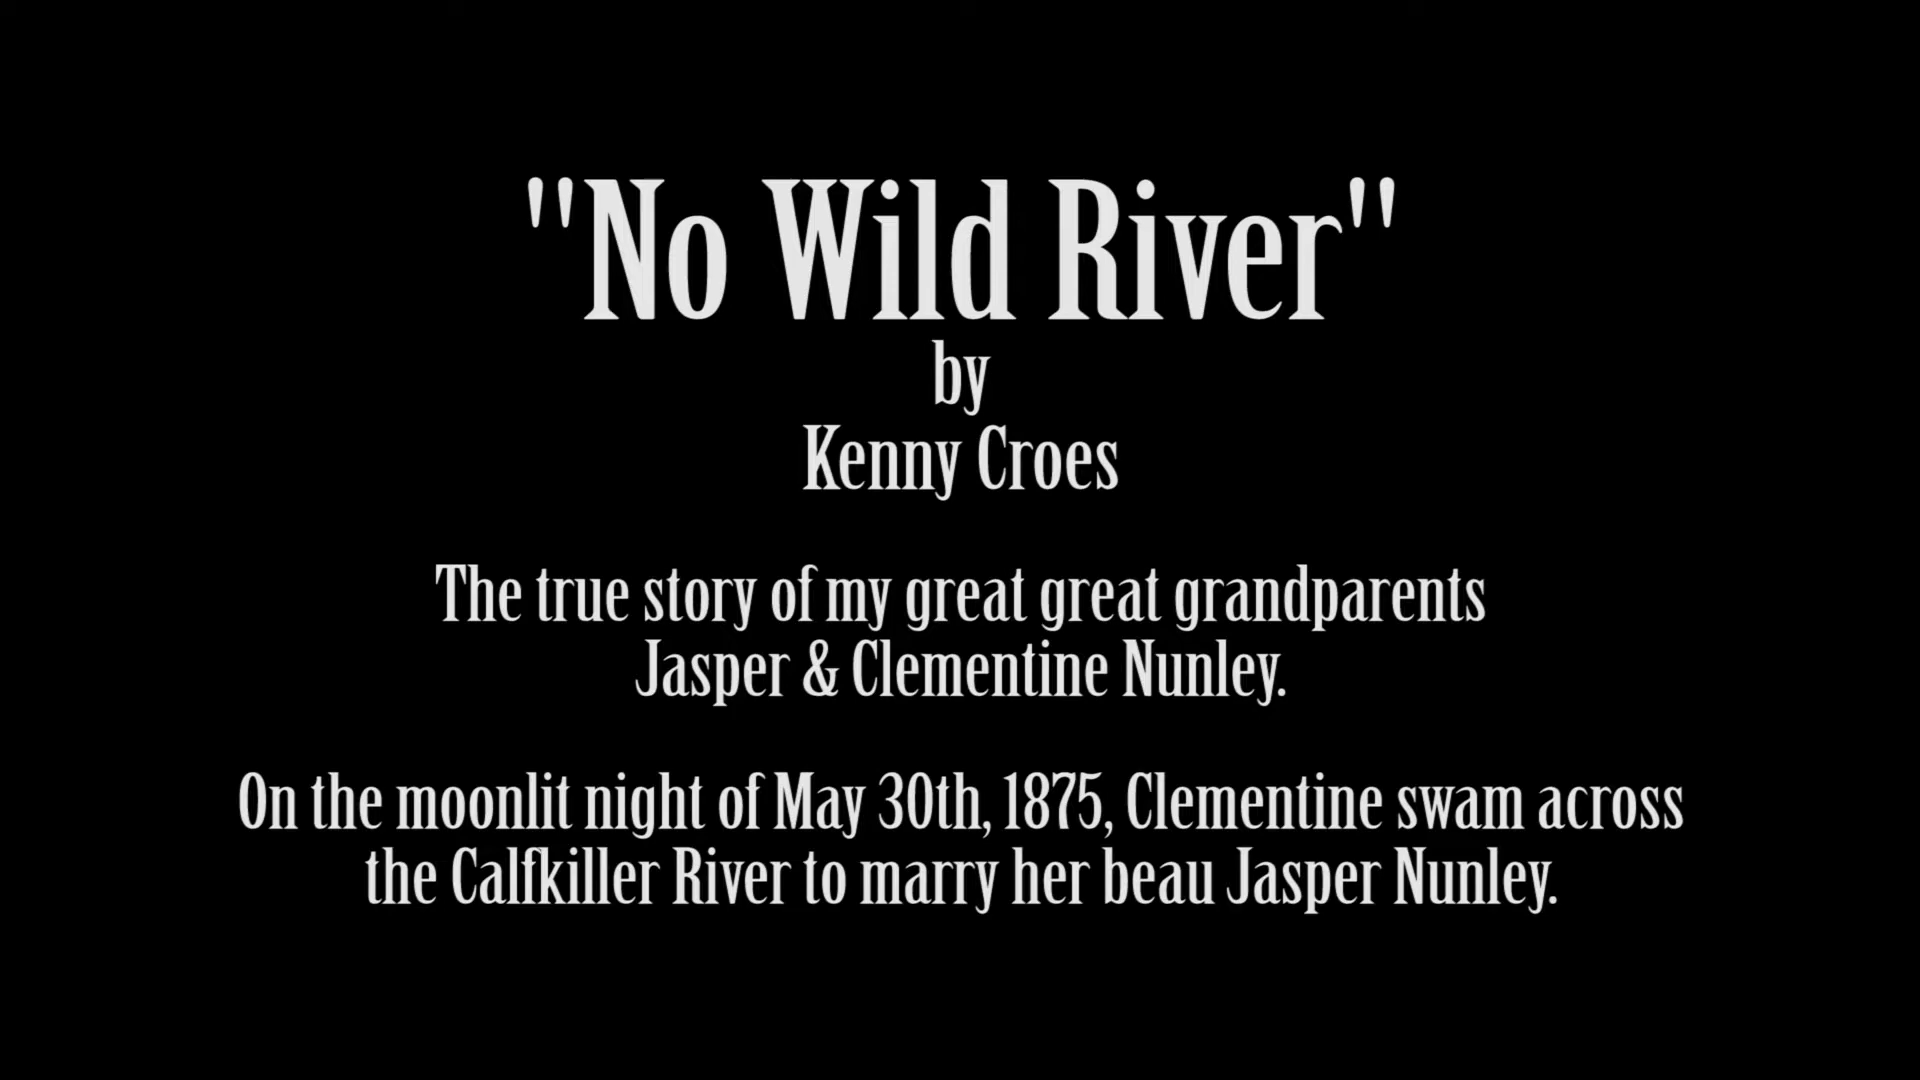 "No Wild River"
by
Kenny Croes
The true story of my great great grandparents
Jasper & Clementine Nunley.
On the moonlit night of May 30th, 1875, Clementine swam across
the Calfkiller River to marry her beau Jasper Nunley.